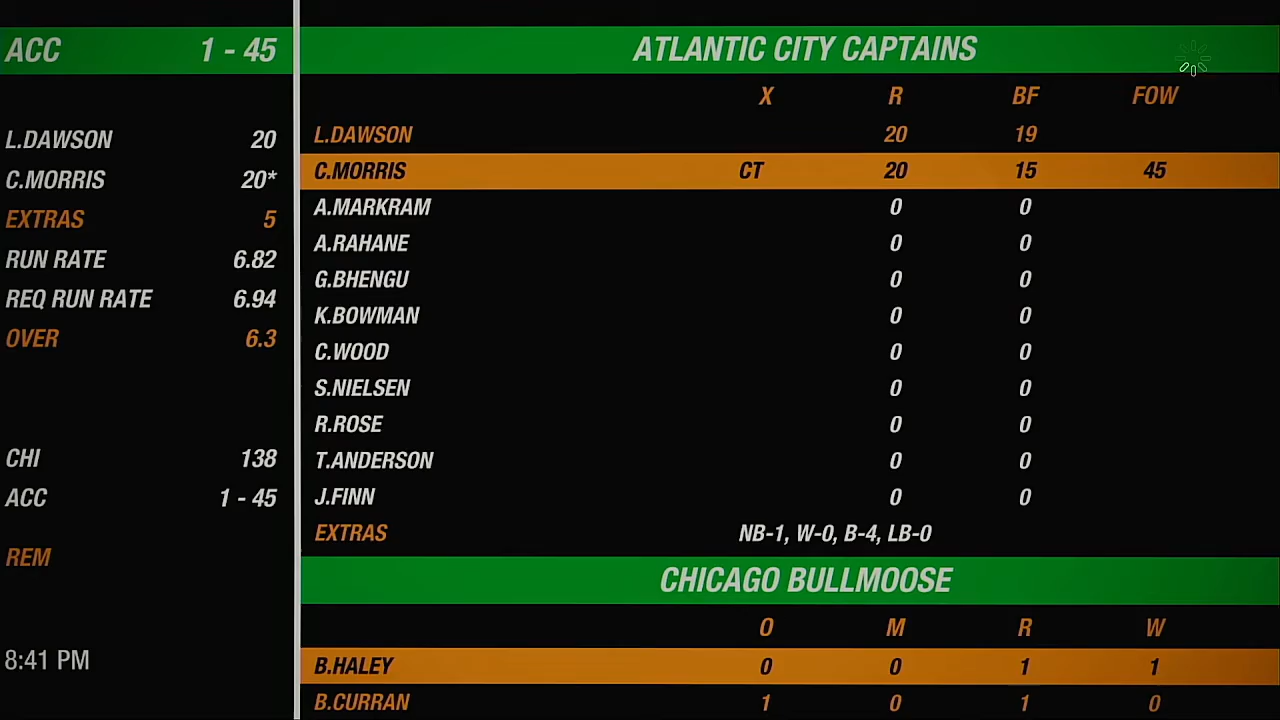 ACC 1 - 45
L.DAWSON 20
C.MORRIS 20*
EXTRAS 5
RUN RATE 6.82
REQ RUN RATE 6.94
OVER 6.3
CHI 138
ACC 1 - 45
REM
8:41 PM
ATLANTIC CITY CAPTAINS
X R BF FOW
L.DAWSON 20 19
C.MORRIS CT 20 15 45
A.MARKRAM 0 0
A.RAHANE 0 0
G.BHENGU 0 0
K.BOWMAN 0 0
C.WOOD 0 0
S.NIELSEN 0 0
R.ROSE 0 0
T.ANDERSON 0 0
J.FINN 0 0
EXTRAS NB-1, W-0, B-4, LB-0
CHICAGO BULLMOOSE
O M R W
B.HALEY 0 0 1 1
B.CURRAN 1 0 1 0